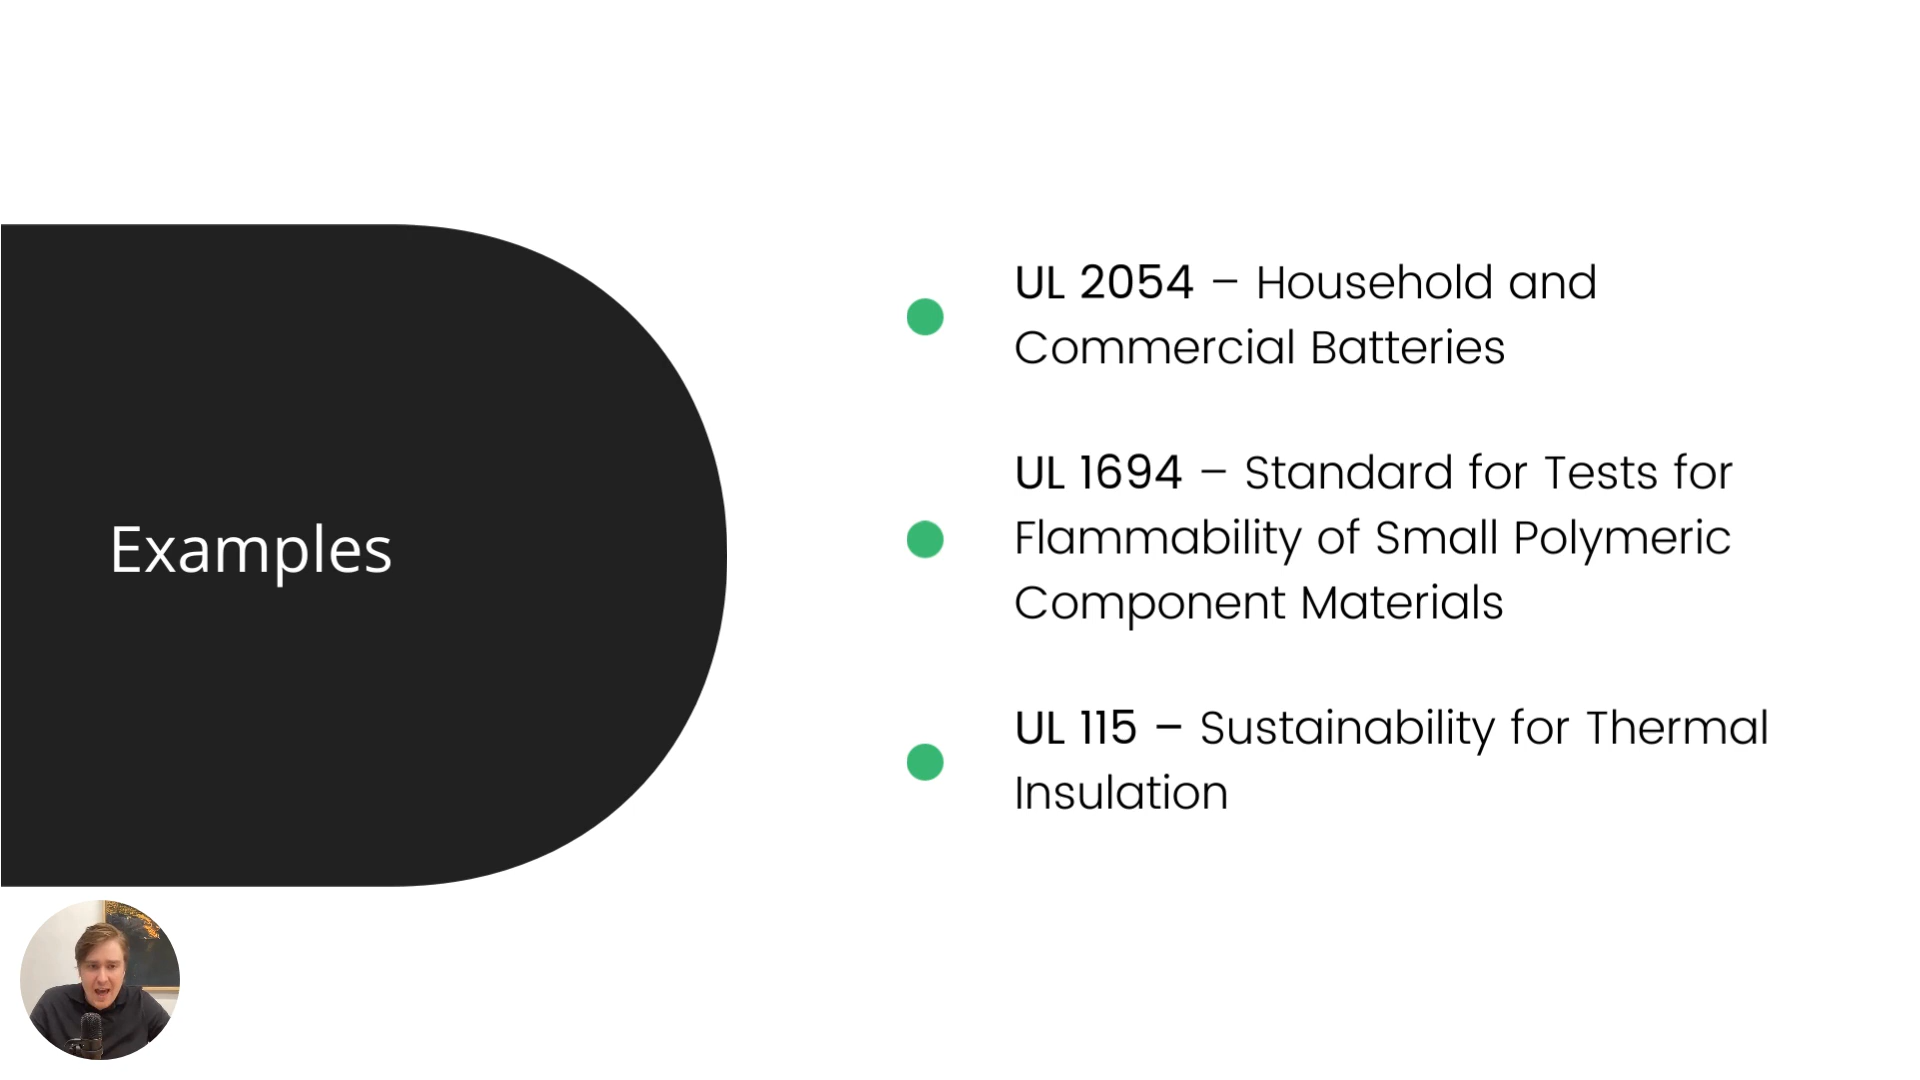 Examples
UL 2054 – Household and
Commercial Batteries
UL 1694 – Standard for Tests for
Flammability of Small Polymeric
Component Materials
UL 115 – Sustainability for Thermal
Insulation